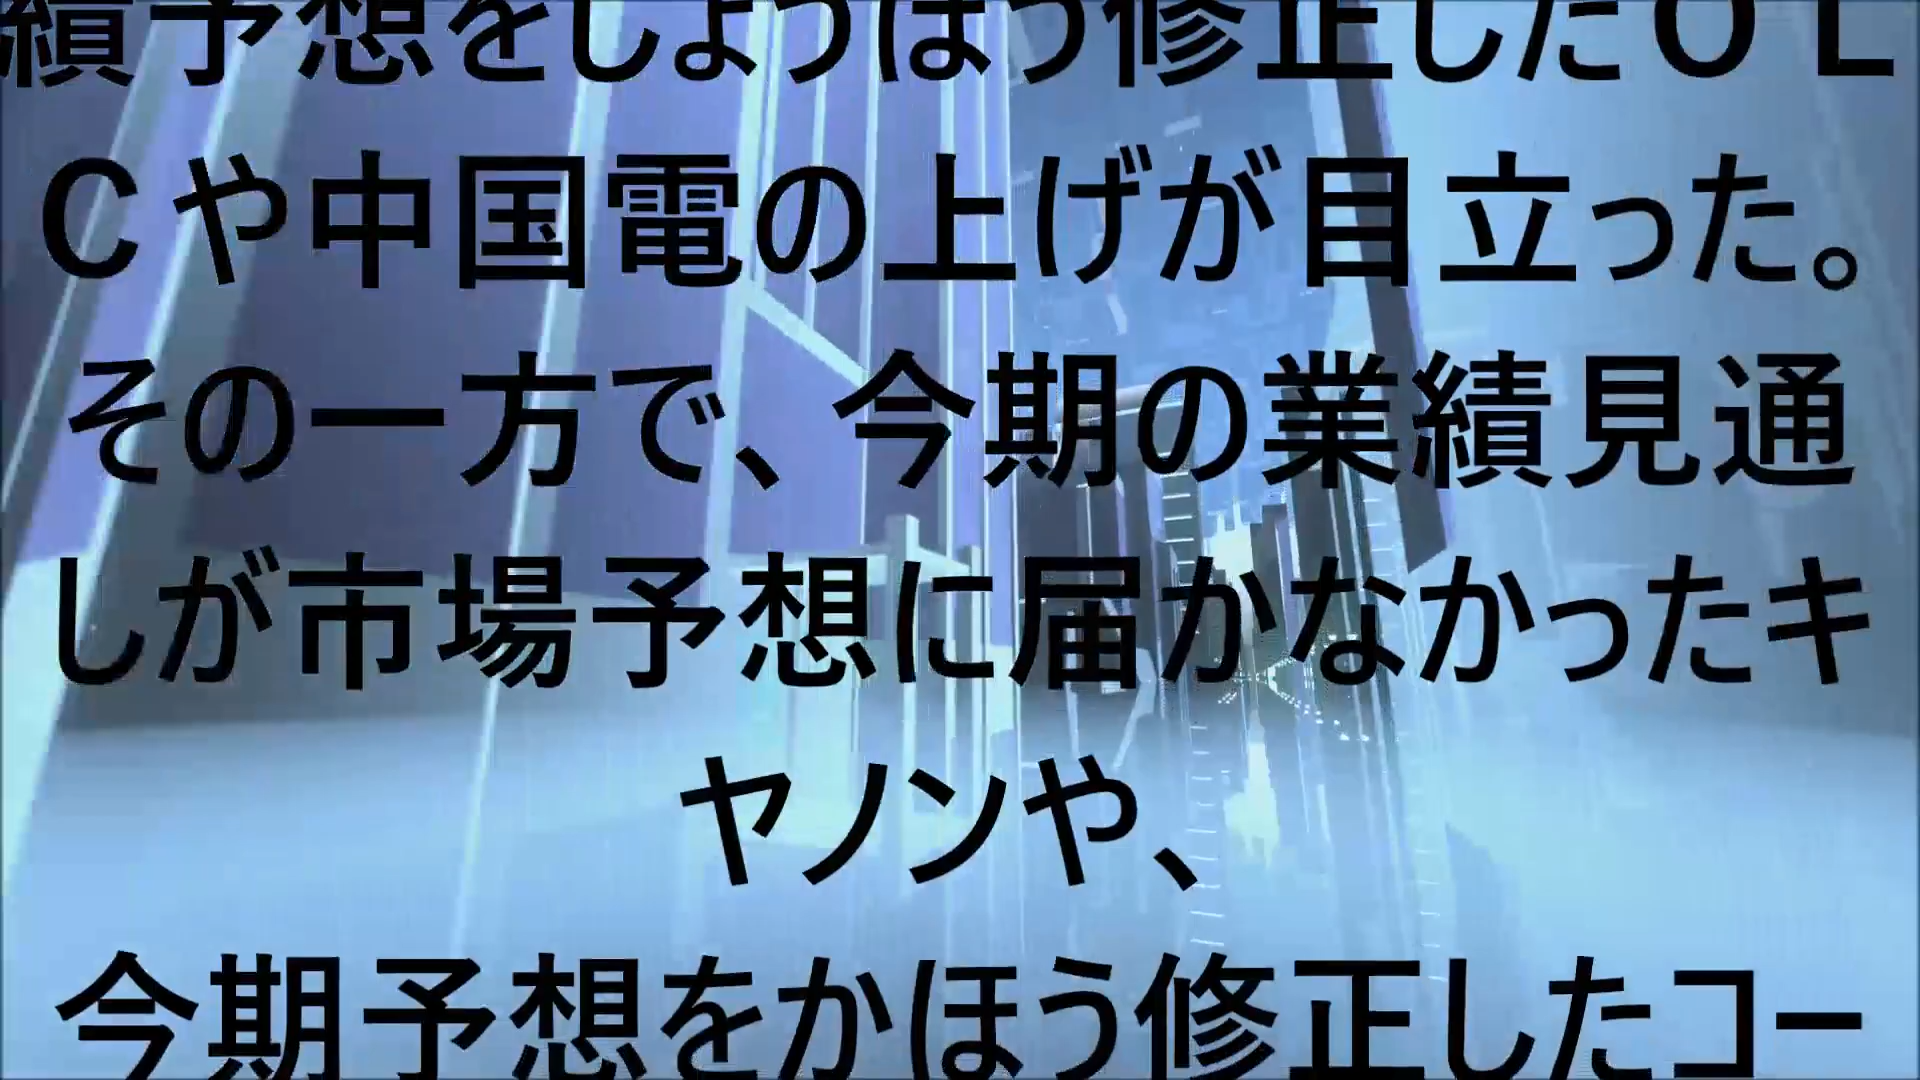 績予想をしょうほう修正したＯＬ
Ｃや中国電の上げが目立った。
その一方で、今期の業績見通
しが市場予想に届かなかったキ
ヤノンや、
今期予想をかほう修正したコー